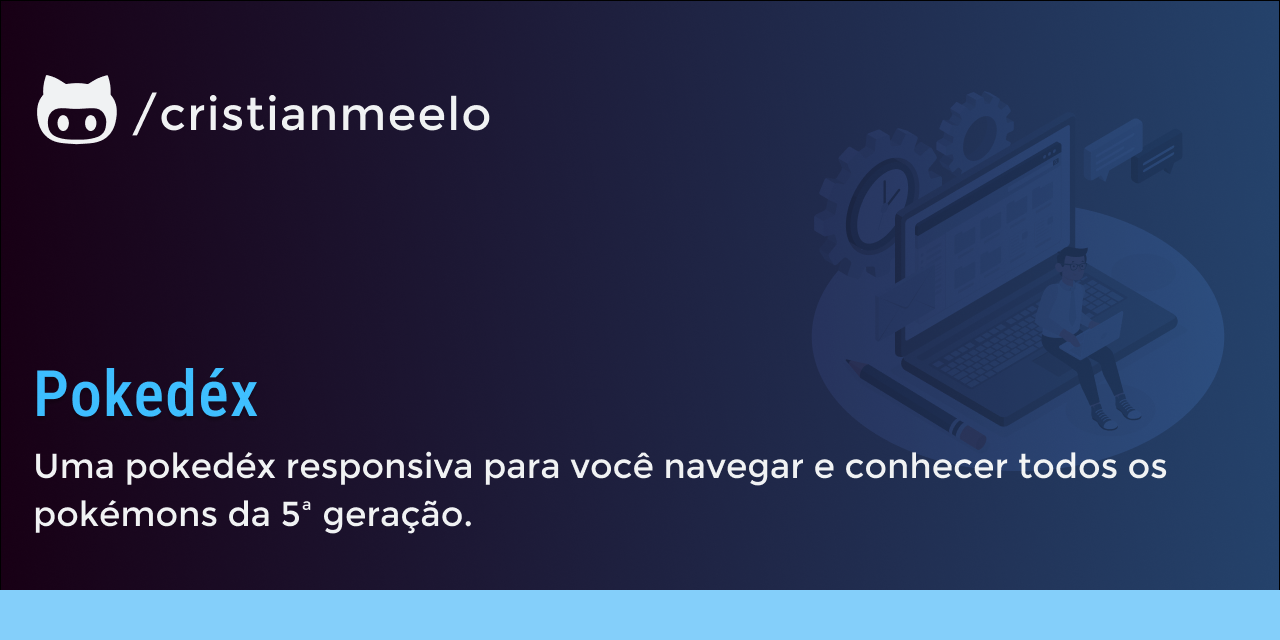 /cristianmeelo
Pokedéx
Uma pokedéx responsiva para você navegar e conhecer todos os
pokémons da 5ª geração.